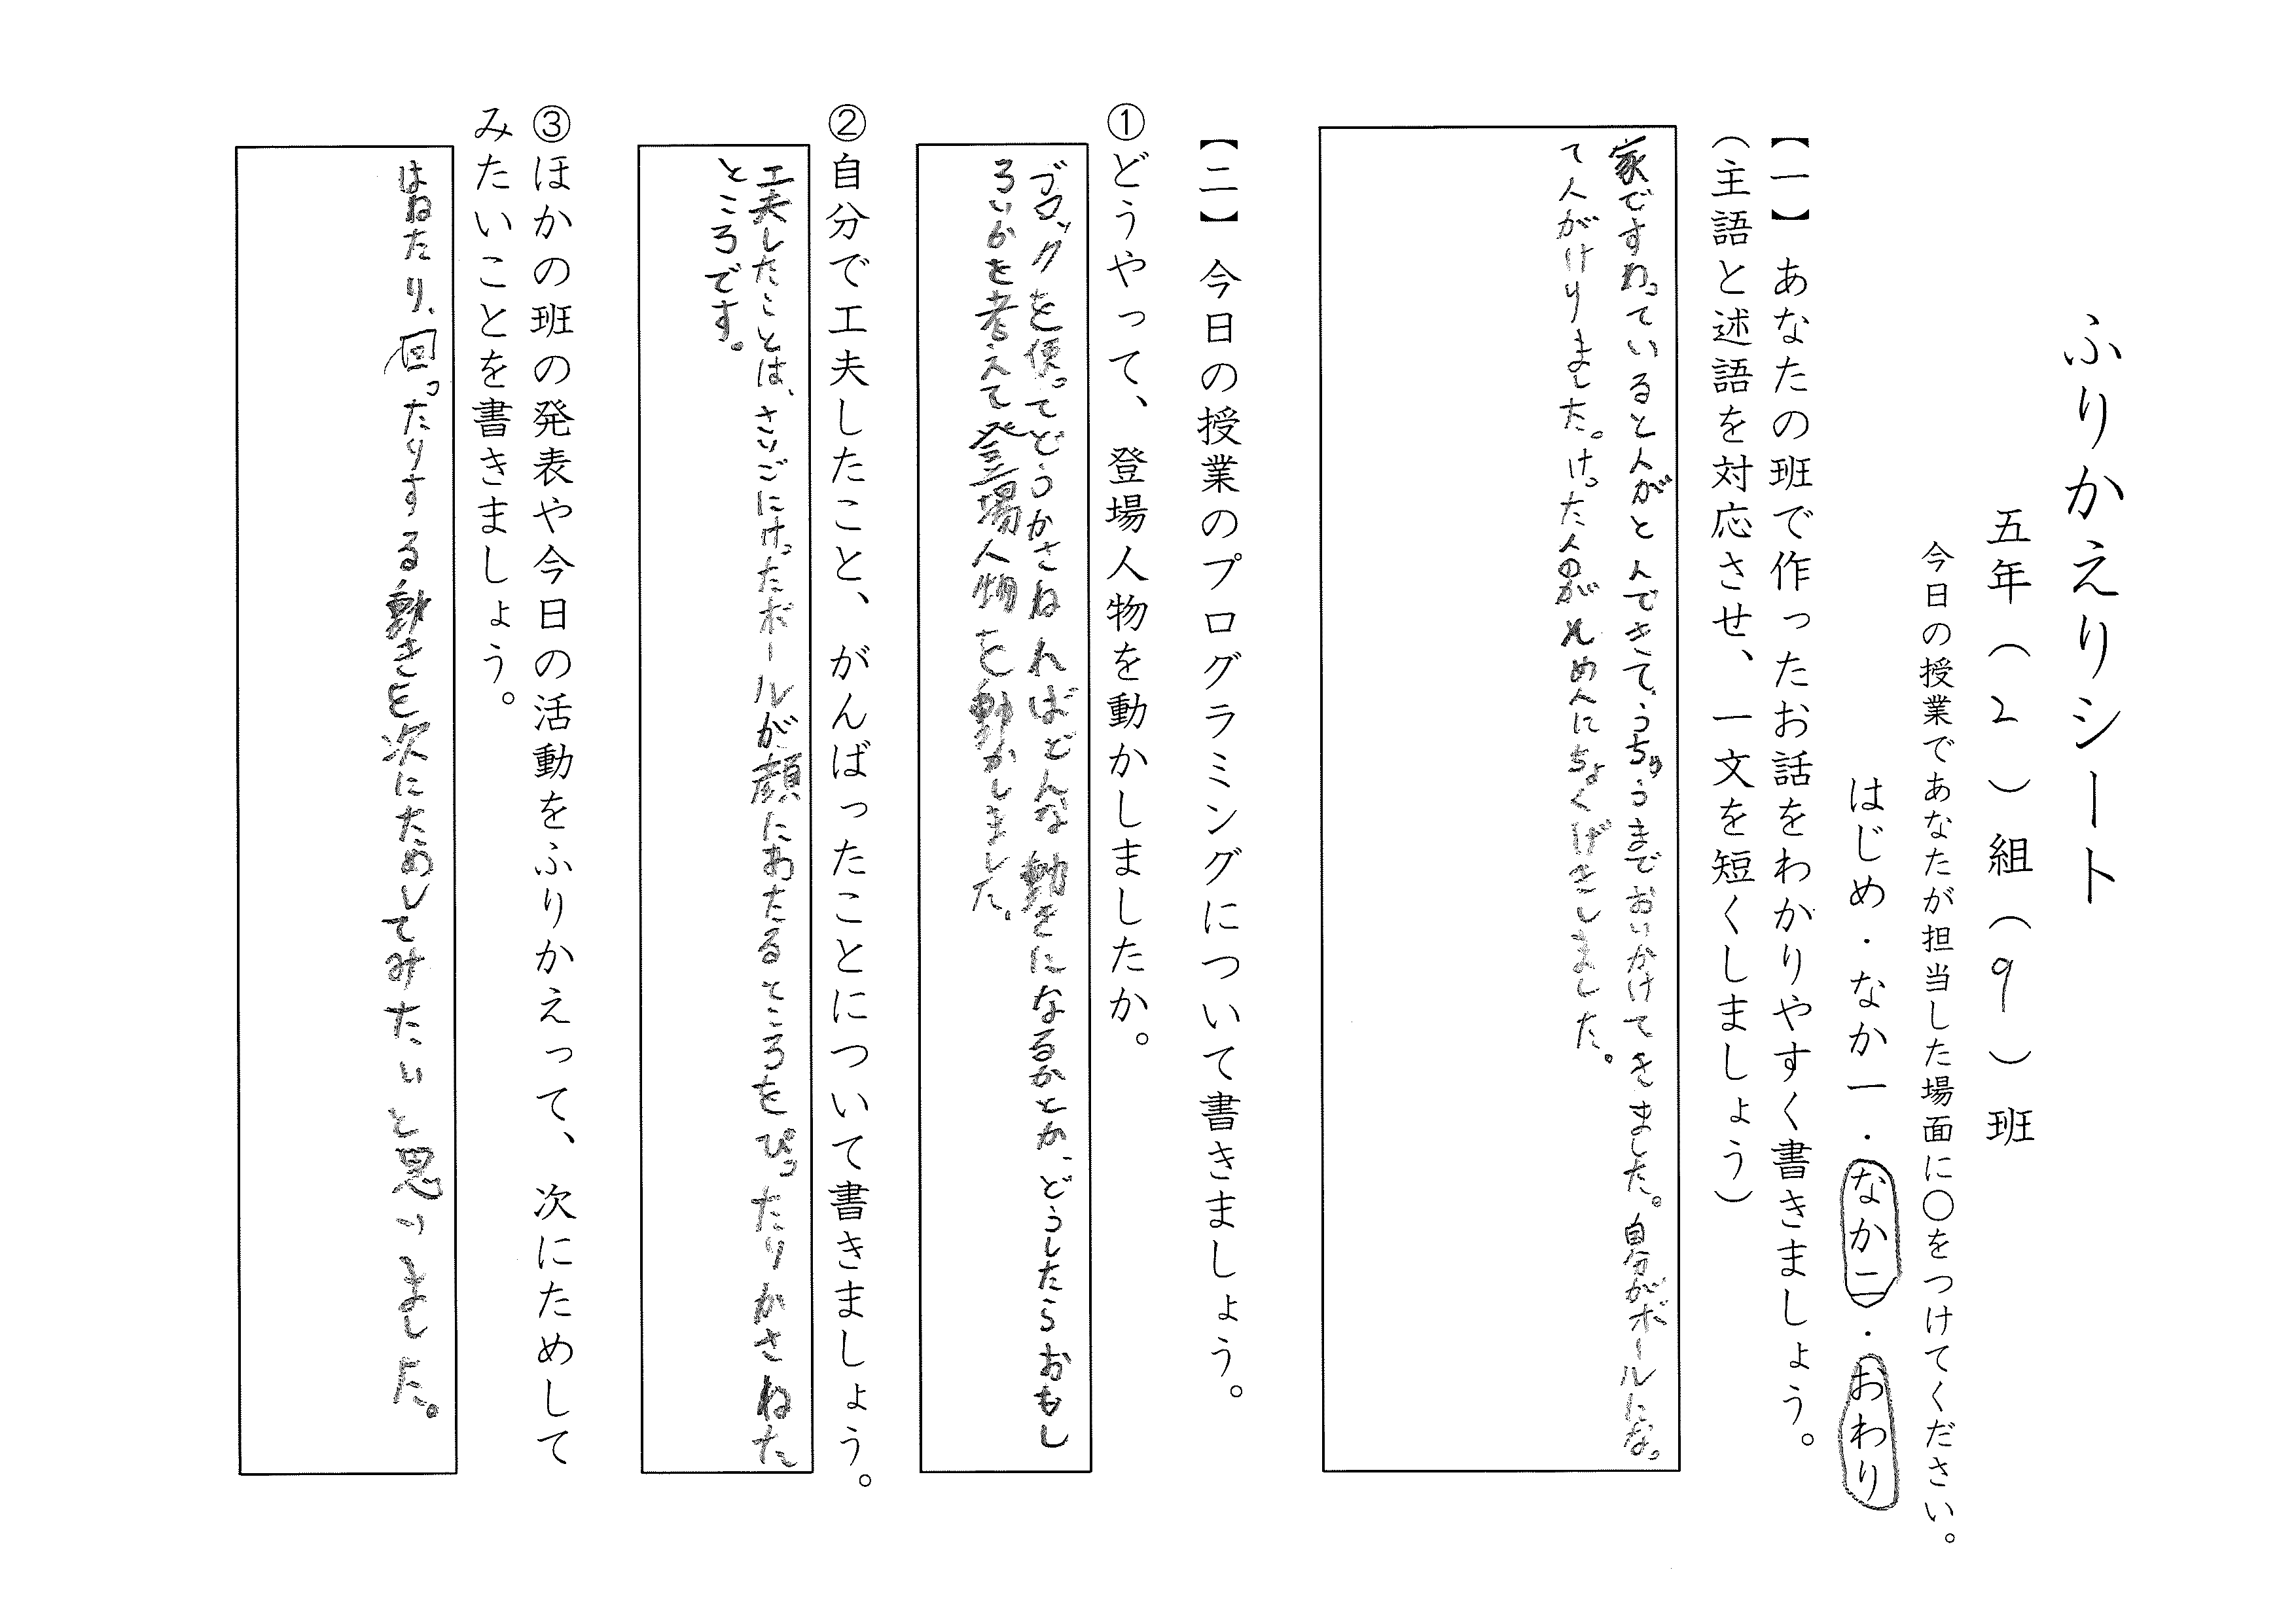 ふりかえりシート
五年（2）組（9）班
今日の授業であなたが担当した場面に〇をつけてください。
はじめ・なか一・なか二・おわり
【一】あなたの班で作ったお話をわかりやすく書きましょう。
（主語と述語を対応させ、一文を短くしましょう）
家ですわっていると人がとんできて、うちゅうまでおいかけてきました。自分がボールになっ
て人がけりました。けった人のがれめんにちょくげきしました。
【二】今日の授業のプログラミングについて書きましょう。
①どうやって、登場人物を動かしましたか。
ブロックを使ってどうかさねればどんな動きになるかとか、どうしたらおもし
ろいかを考えて登場人物を動かしました。
②自分で工夫したこと、がんばったことについて書きましょう。
工夫したことは、さいごにけったボールが顔にあたるところをぴったりかさねた
ところです。
③ほかの班の発表や今日の活動をふりかえって、次にためして
みたいことを書きましょう。
はねたり、回ったりする動きを次にためしてみたいと思いました。